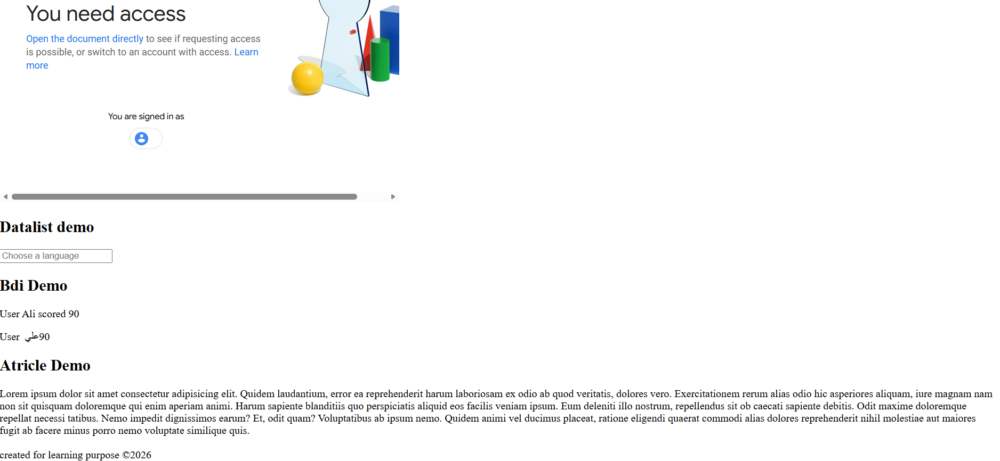 You need access
Open the document directly to see if requesting access
is possible, or switch to an account with access. Learn
more
You are signed in as
Datalist demo
Choose a language
Bdi Demo
User Ali scored 90
User علي90
Atricle Demo
Lorem ipsum dolor sit amet consectetur adipisicing elit. Quidem laudantium, error ea reprehenderit harum laboriosam ex odio ab quod veritatis, dolores vero. Exercitationem rerum alias odio hic asperiores aliquam, iure magnam nam
non sit quisquam doloremque qui enim aperiam animi. Harum sapiente blanditiis quo perspiciatis aliquid eos facilis veniam ipsum. Eum deleniti illo nostrum, repellendus sit ob caecati sapiente debitis. Odit maxime doloremque
repellat necessi tatibus. Nemo impedit dignissimos earum? Et, odit quam? Voluptatibus ab ipsum nemo. Quidem animi vel ducimus placeat, ratione eligendi quaerat commodi alias dolores reprehenderit nihil molestiae aut maiores
fugit ab facere minus porro nemo voluptate similique quis.
created for learning purpose ©2026